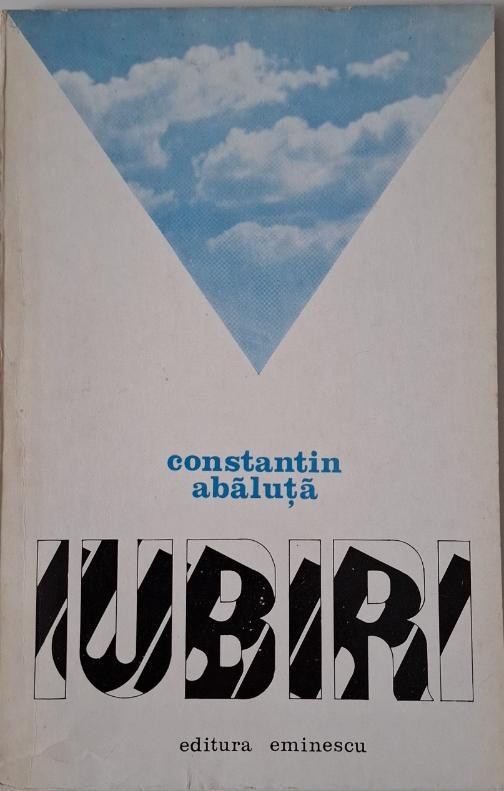 constantin
abăluță
IUBIRI
editura eminescu